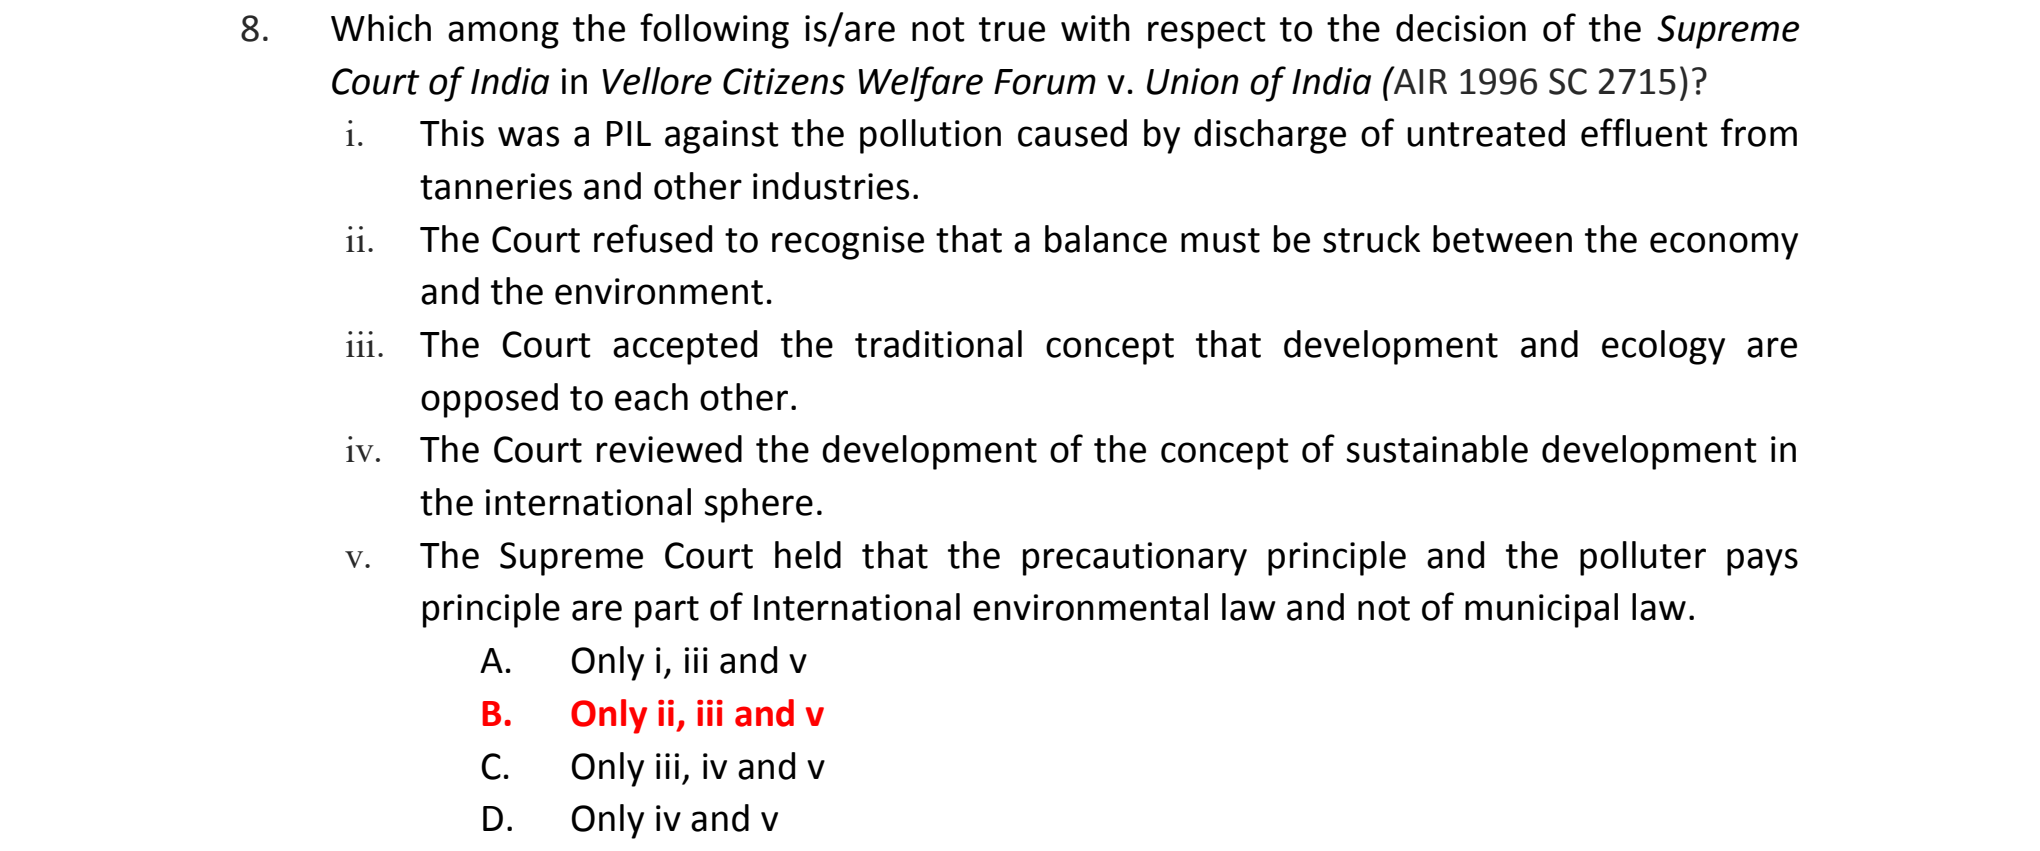 8. Which among the following is/are not true with respect to the decision of the Supreme
Court of India in Vellore Citizens Welfare Forum v. Union of India (AIR 1996 SC 2715)?
i. This was a PIL against the pollution caused by discharge of untreated effluent from
tanneries and other industries.
ii. The Court refused to recognise that a balance must be struck between the economy
and the environment.
iii. The Court accepted the traditional concept that development and ecology are
opposed to each other.
iv. The Court reviewed the development of the concept of sustainable development in
the international sphere.
v. The Supreme Court held that the precautionary principle and the polluter pays
principle are part of International environmental law and not of municipal law.
A. Only i, iii and v
B. Only ii, iii and v
C. Only iii, iv and v
D. Only iv and v